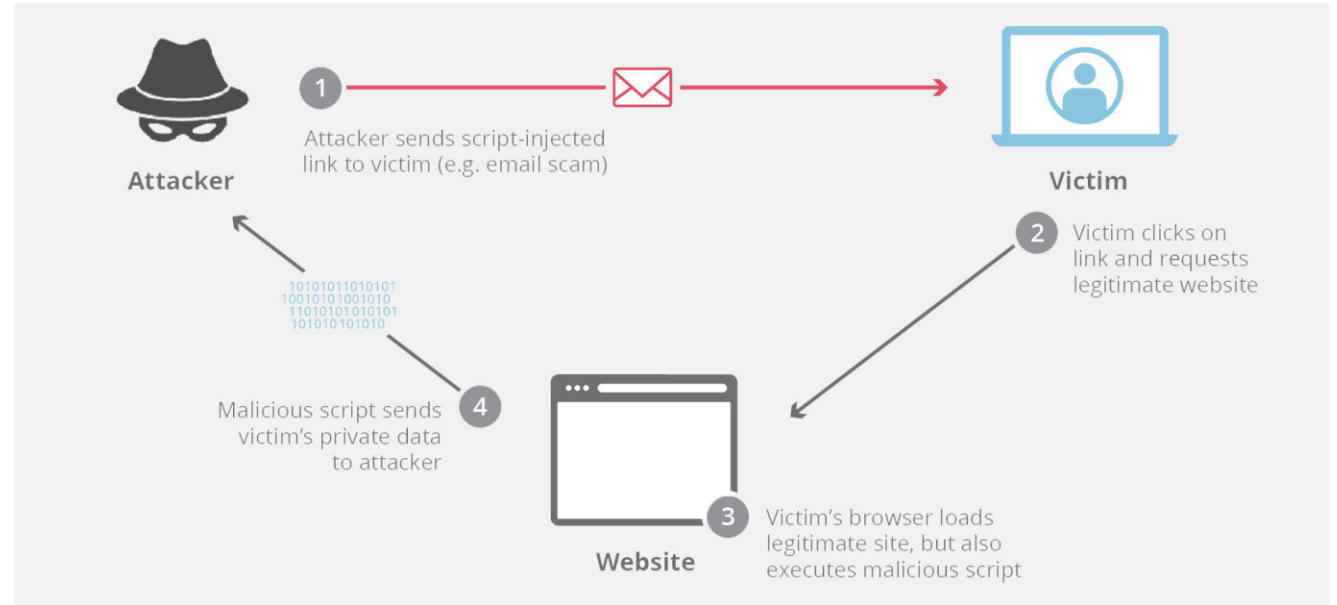 1
Attacker sends script-injected
link to victim (e.g. email scam)
Attacker
Victim
2
Victim clicks on
link and requests
legitimate website
10101011010101
10010101001010
11010101010101
101010101010
4
Malicious script sends
victim's private data
to attacker
3
Victim's browser loads
legitimate site, but also
executes malicious script
Website